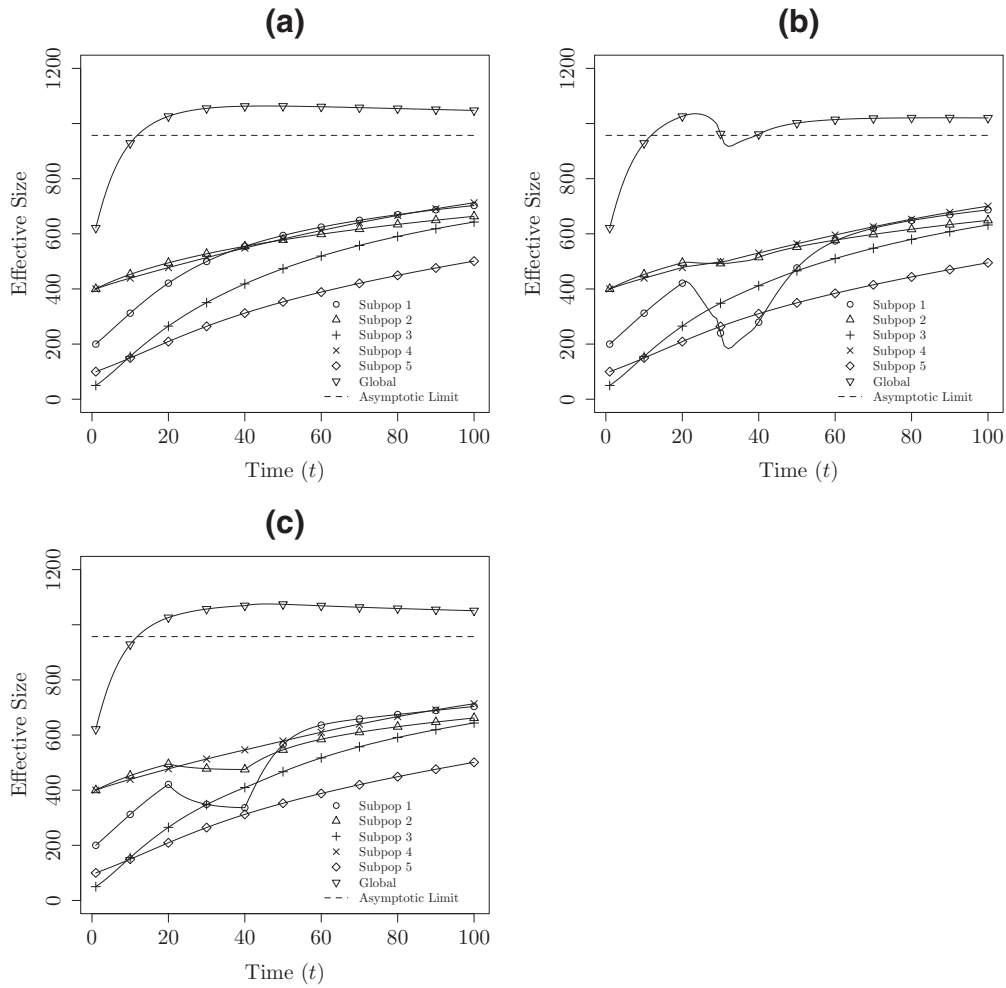 (a)
1200
800
600
400
200
0
Effective Size
Subpop 1
Subpop 2
Subpop 3
Subpop 4
Subpop 5
Global
Asymptotic Limit
0 20 40 60 80 100
Time (t)
(b)
1200
800
600
400
200
0
Effective Size
Subpop 1
Subpop 2
Subpop 3
Subpop 4
Subpop 5
Global
Asymptotic Limit
0 20 40 60 80 100
Time (t)
(c)
1200
800
600
400
200
0
Effective Size
Subpop 1
Subpop 2
Subpop 3
Subpop 4
Subpop 5
Global
Asymptotic Limit
0 20 40 60 80 100
Time (t)